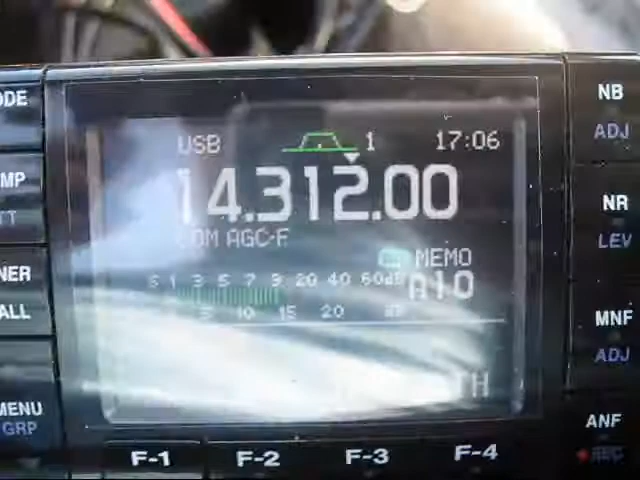 USB 1 17:06
14.312.00
COM AGC-F
MEMO
A10
S 1 3 5 7 9 20 40 60dB
5 10 15 20
TH
ODE
MP
TT
NER
ALL
MENU
GRP
NB
ADJ
NR
LEV
MNF
ADJ
ANF
REC
F-1 F-2 F-3 F-4